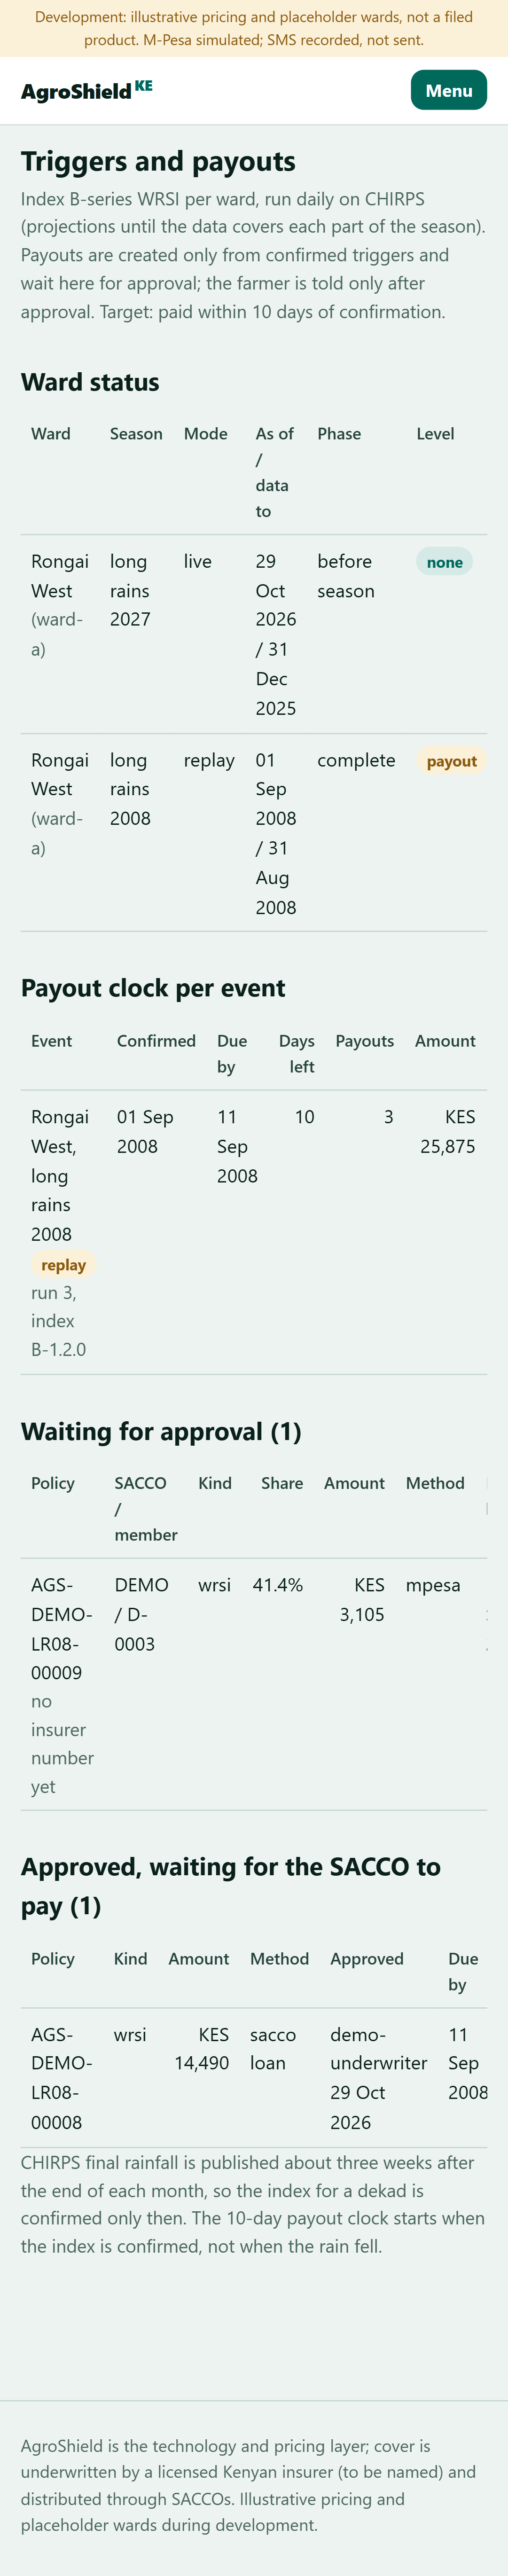 Development: illustrative pricing and placeholder wards, not a filed
product. M-Pesa simulated; SMS recorded, not sent.
AgroShield KE
Menu
Triggers and payouts
Index B-series WRSI per ward, run daily on CHIRPS
(projections until the data covers each part of the season).
Payouts are created only from confirmed triggers and
wait here for approval; the farmer is told only after
approval. Target: paid within 10 days of confirmation.
Ward status
Ward Season Mode As of Phase Level
/
data
to
Rongai long live 29 before none
West rains Oct season
(ward- 2027 2026
a) / 31
Dec
2025
Rongai long replay 01 complete payout
West rains Sep
(ward- 2008 2008
a) / 31
Aug
2008
Payout clock per event
Event Confirmed Due Days Payouts Amount
by left
Rongai 01 Sep 11 10 3 KES
West, 2008 Sep 25,875
long 2008
rains
2008
replay
run 3,
index
B-1.2.0
Waiting for approval (1)
Policy SACCO Kind Share Amount Method
/
member
AGS- DEMO wrsi 41.4% KES mpesa
DEMO- / D- 3,105
LR08- 0003
00009
no
insurer
number
yet
Approved, waiting for the SACCO to
pay (1)
Policy Kind Amount Method Approved Due
by
AGS- wrsi KES sacco demo- 11
DEMO- 14,490 loan underwriter Sep
LR08- 29 Oct 2008
00008 2026
CHIRPS final rainfall is published about three weeks after
the end of each month, so the index for a dekad is
confirmed only then. The 10-day payout clock starts when
the index is confirmed, not when the rain fell.
AgroShield is the technology and pricing layer; cover is
underwritten by a licensed Kenyan insurer (to be named) and
distributed through SACCOs. Illustrative pricing and
placeholder wards during development.